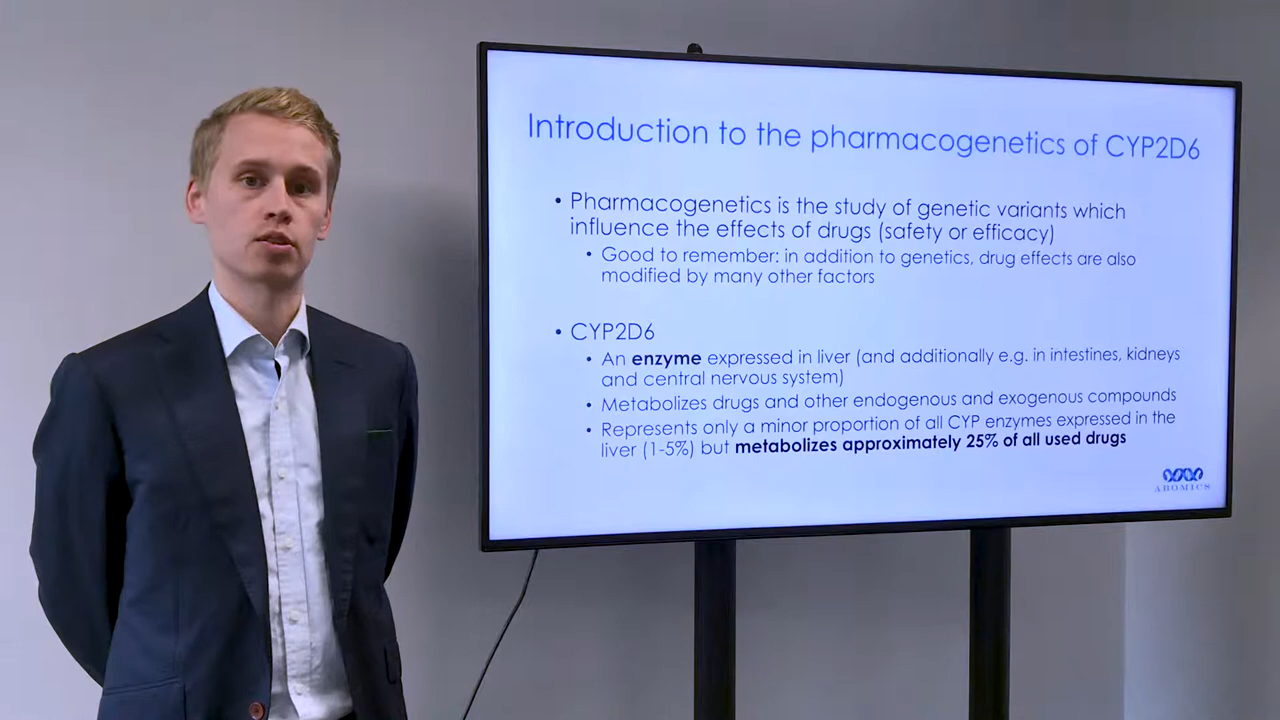 Introduction to the pharmacogenetics of CYP2D6
• Pharmacogenetics is the study of genetic variants which
influence the effects of drugs (safety or efficacy)
• Good to remember: in addition to genetics, drug effects are also
modified by many other factors
• CYP2D6
• An enzyme expressed in liver (and additionally e.g. in intestines, kidneys
and central nervous system)
• Metabolizes drugs and other endogenous and exogenous compounds
• Represents only a minor proportion of all CYP enzymes expressed in the
liver (1-5%) but metabolizes approximately 25% of all used drugs
ABOMICS